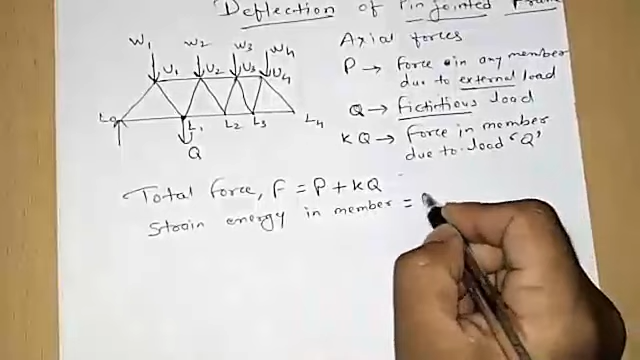 Deflection of Pin Jointed Frame
W1 W2 W3 W4
U1 U2 U3 U4
L0 L1 L2 L3 L4
Q
Axial forces
P → Force in any member
due to external load
Q → Fictitious load
KQ → Force in member
due to load 'Q'
Total force, F = P + KQ
Strain energy in member =